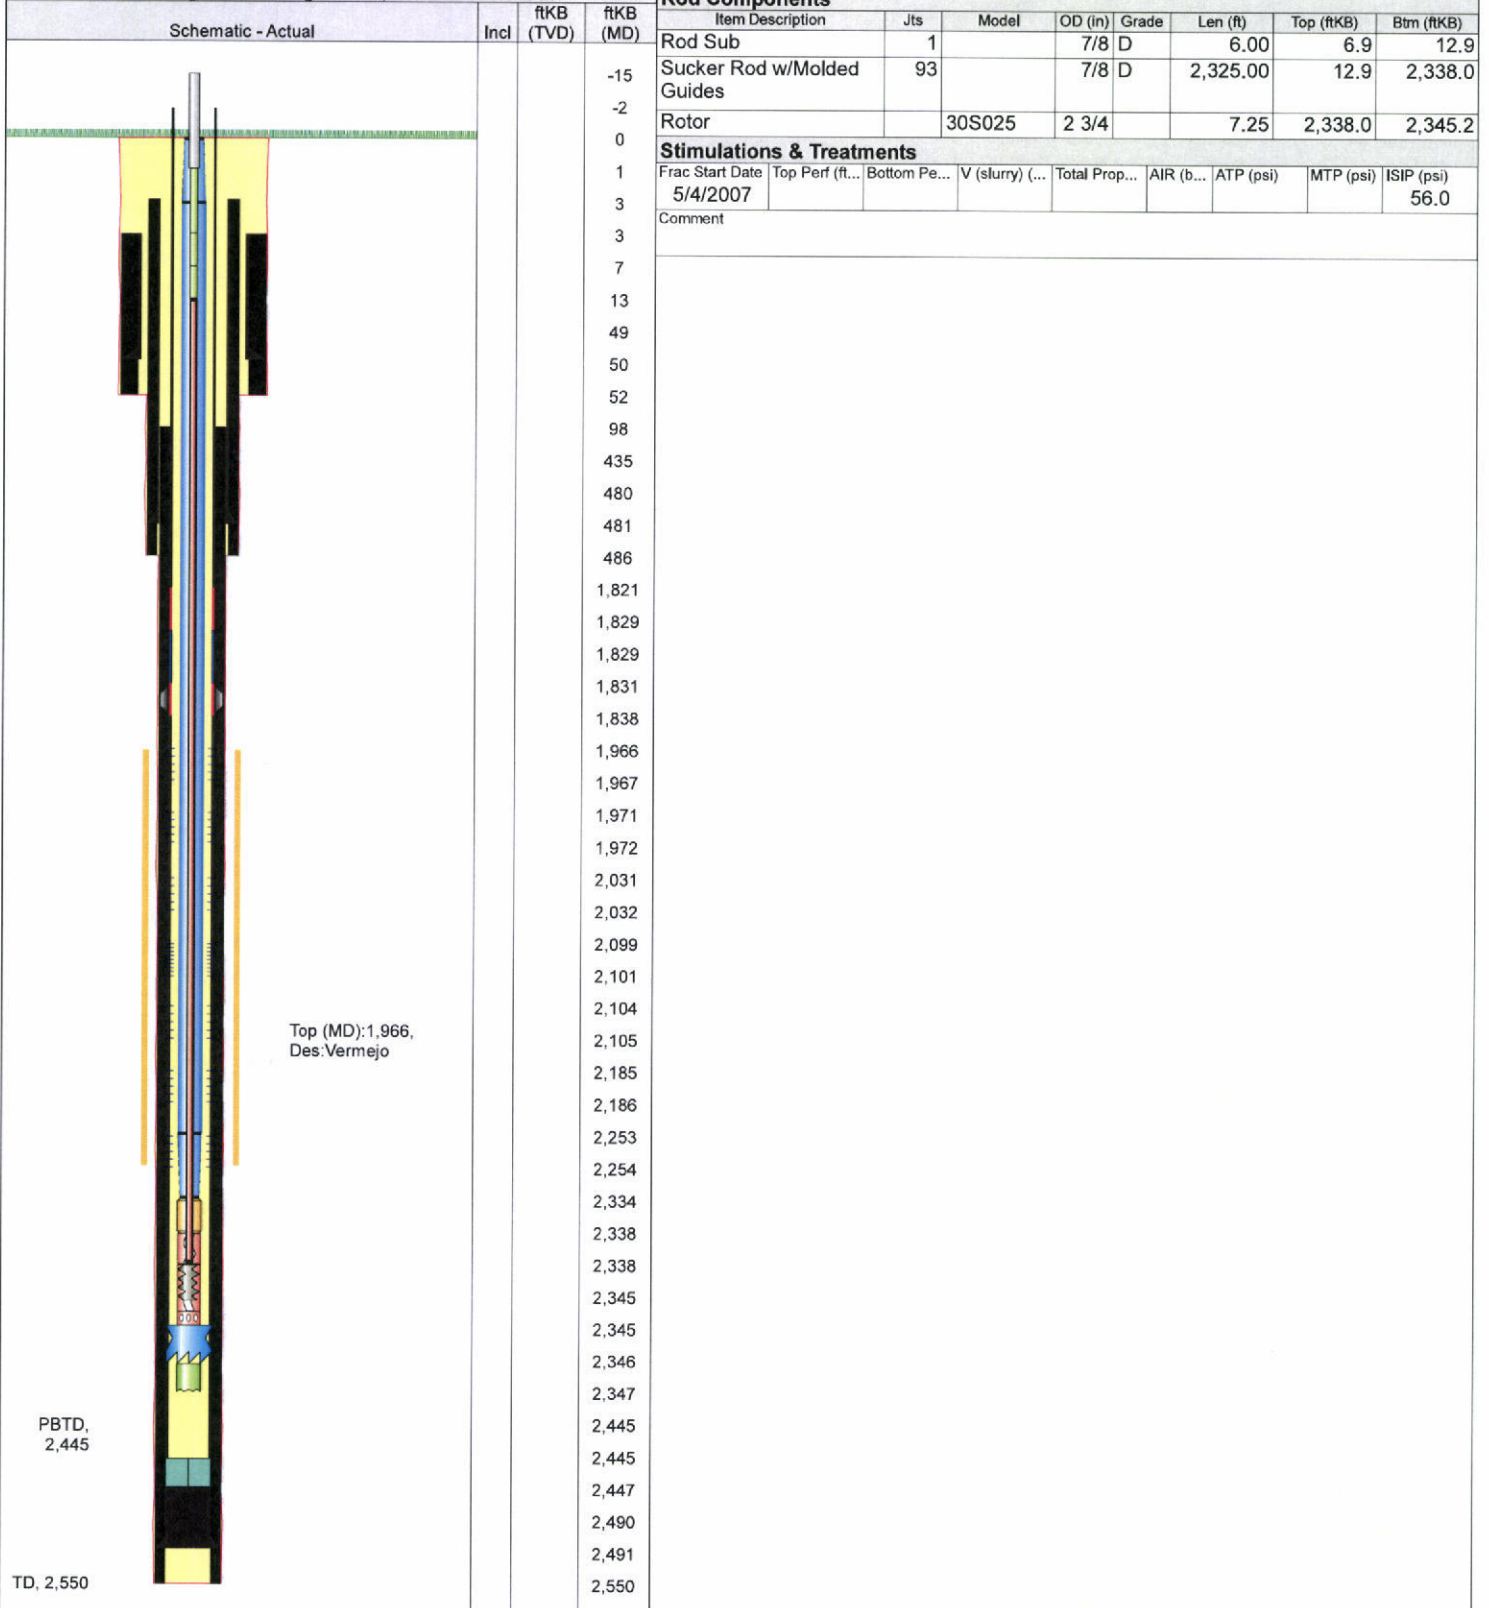 Schematic - Actual
Incl
ftKB
(TVD)
ftKB
(MD)
-15
-2
0
1
3
3
7
13
49
50
52
98
435
480
481
486
1,821
1,829
1,829
1,831
1,838
1,966
1,967
1,971
1,972
2,031
2,032
2,099
2,101
2,104
2,105
2,185
2,186
2,253
2,254
2,334
2,338
2,338
2,345
2,345
2,346
2,347
2,445
2,445
2,447
2,490
2,491
2,550
Top (MD):1,966,
Des:Vermejo
PBTD,
2,445
TD, 2,550
Rod Components
Item Description Jts Model OD (in) Grade Len (ft) Top (ftKB) Btm (ftKB)
Rod Sub 1 7/8 D 6.00 6.9 12.9
Sucker Rod w/Molded 93 7/8 D 2,325.00 12.9 2,338.0
Guides
Rotor 30S025 2 3/4 7.25 2,338.0 2,345.2
Stimulations & Treatments
Frac Start Date Top Perf (ft... Bottom Pe... V (slurry) (... Total Prop... AIR (b... ATP (psi) MTP (psi) ISIP (psi)
5/4/2007 56.0
Comment